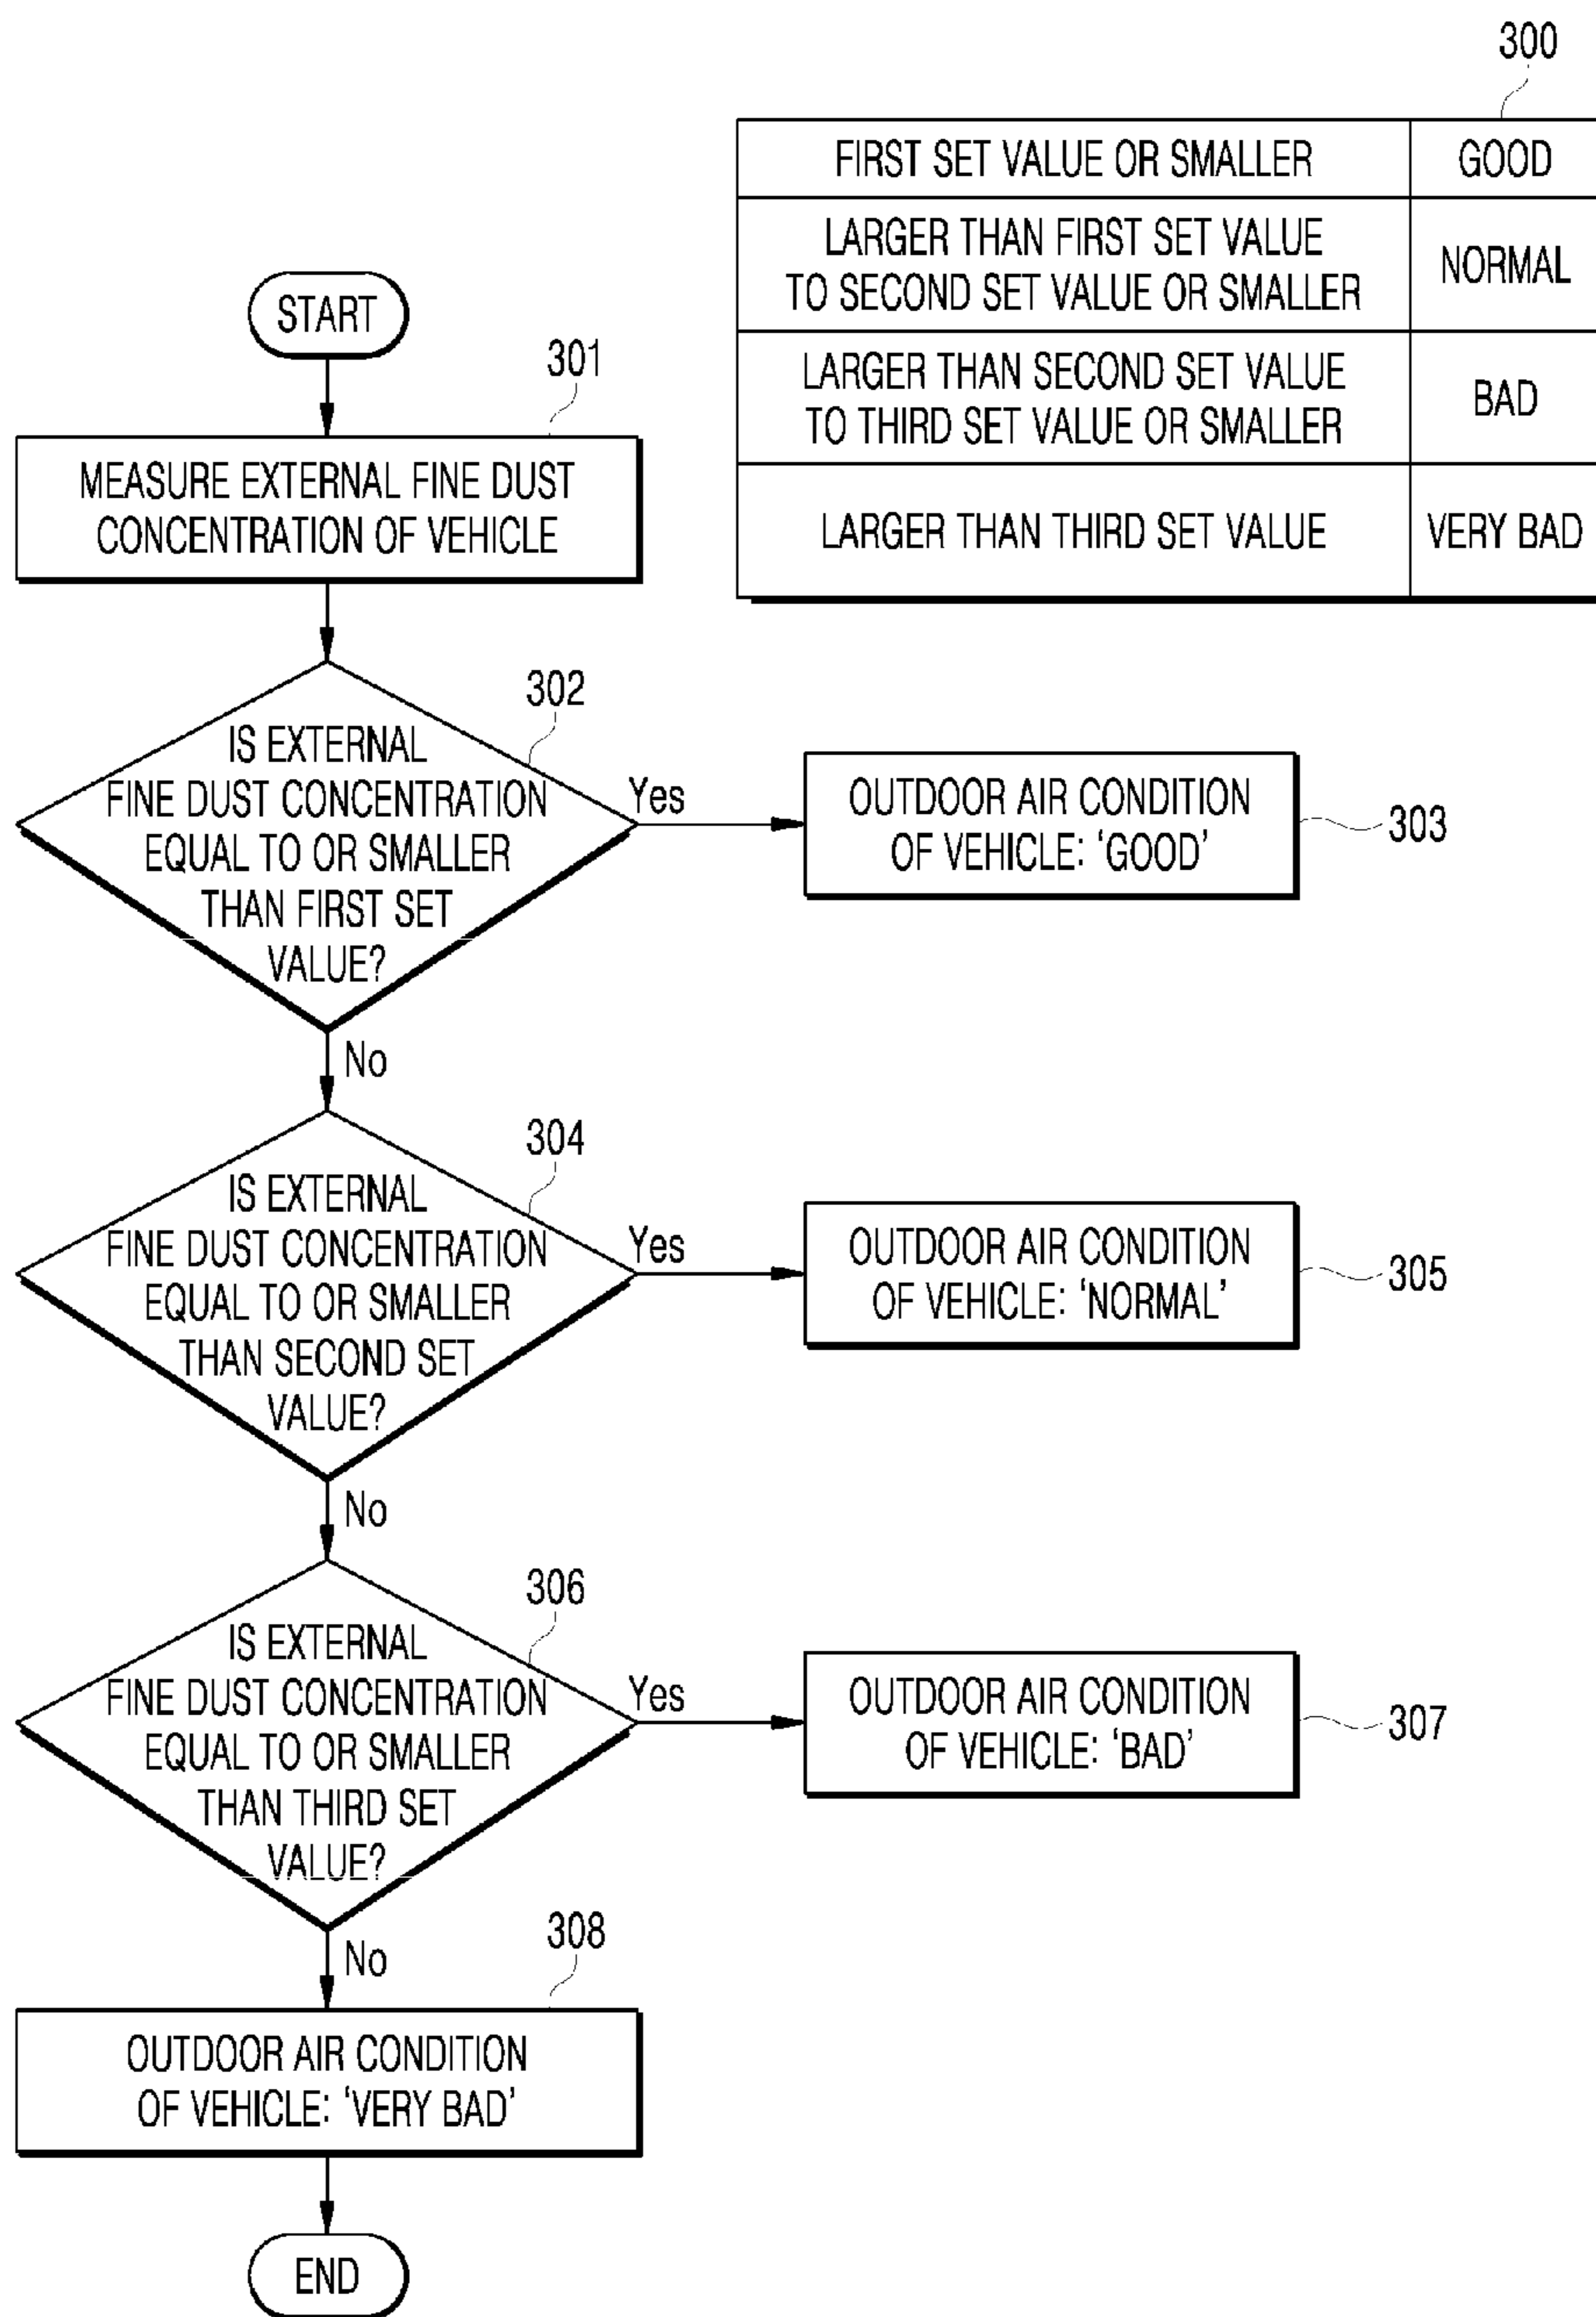 300
FIRST SET VALUE OR SMALLER
GOOD
LARGER THAN FIRST SET VALUE
TO SECOND SET VALUE OR SMALLER
NORMAL
LARGER THAN SECOND SET VALUE
TO THIRD SET VALUE OR SMALLER
BAD
LARGER THAN THIRD SET VALUE
VERY BAD
START
301
MEASURE EXTERNAL FINE DUST
CONCENTRATION OF VEHICLE
302
IS EXTERNAL
FINE DUST CONCENTRATION
EQUAL TO OR SMALLER
THAN FIRST SET
VALUE?
Yes
OUTDOOR AIR CONDITION
OF VEHICLE: ‘GOOD’
303
No
304
IS EXTERNAL
FINE DUST CONCENTRATION
EQUAL TO OR SMALLER
THAN SECOND SET
VALUE?
Yes
OUTDOOR AIR CONDITION
OF VEHICLE: ‘NORMAL’
305
No
306
IS EXTERNAL
FINE DUST CONCENTRATION
EQUAL TO OR SMALLER
THAN THIRD SET
VALUE?
Yes
OUTDOOR AIR CONDITION
OF VEHICLE: ‘BAD’
307
No
308
OUTDOOR AIR CONDITION
OF VEHICLE: ‘VERY BAD’
END